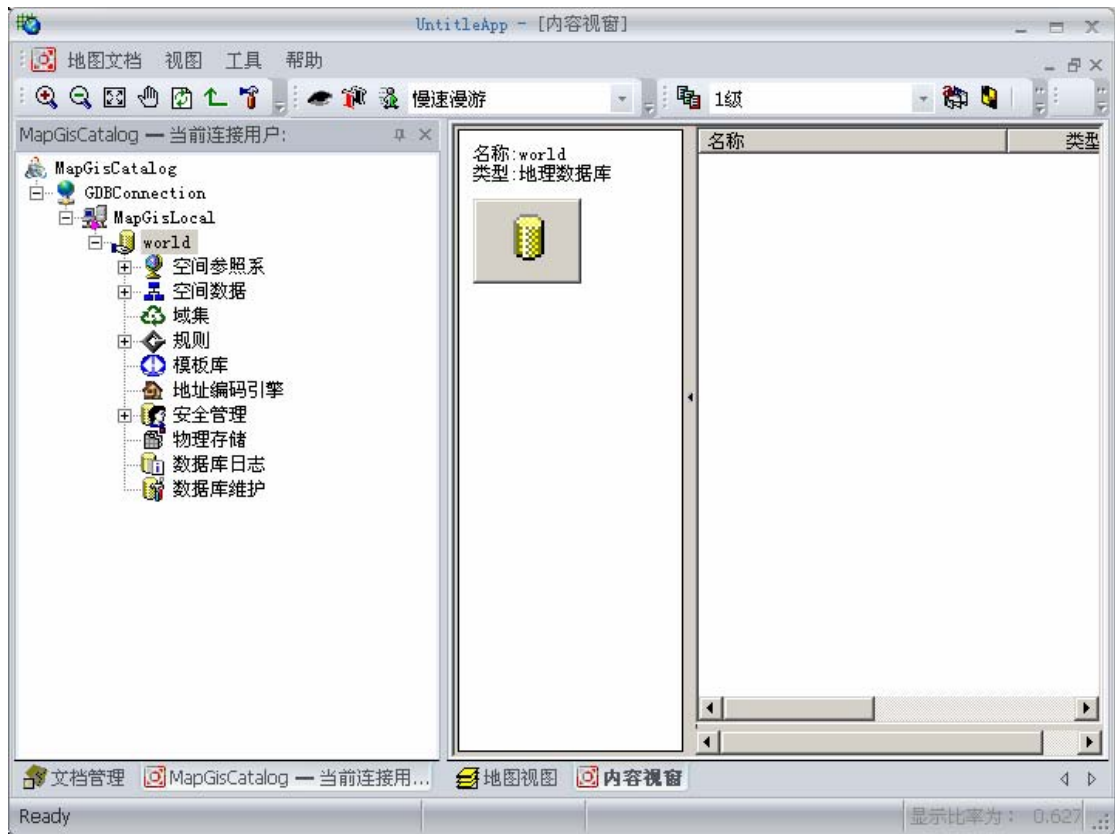 UntitleApp - [内容视窗]
地图文档 视图 工具 帮助
慢速漫游
1级
MapGisCatalog — 当前连接用户:
MapGisCatalog
GDBConnection
MapGisLocal
world
空间参照系
空间数据
域集
规则
模板库
地址编码引擎
安全管理
物理存储
数据库日志
数据库维护
名称:world
类型:地理数据库
名称 类型
文档管理 MapGisCatalog — 当前连接用... 地图视图 内容视窗
Ready 显示比率为: 0.627